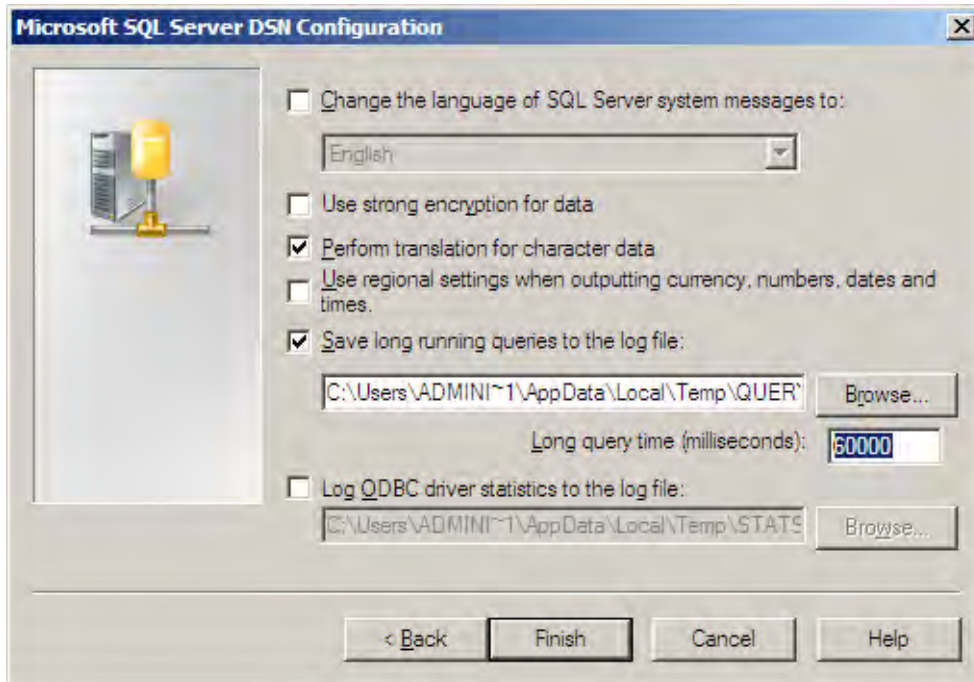 Microsoft SQL Server DSN Configuration
Change the language of SQL Server system messages to:
English
Use strong encryption for data
Perform translation for character data
Use regional settings when outputting currency, numbers, dates and
times.
Save long running queries to the log file:
C:\Users\ADMINI~1\AppData\Local\Temp\QUERY
Browse...
Long query time (milliseconds):
60000
Log ODBC driver statistics to the log file:
C:\Users\ADMINI~1\AppData\Local\Temp\STATS
Browse...
< Back
Finish
Cancel
Help